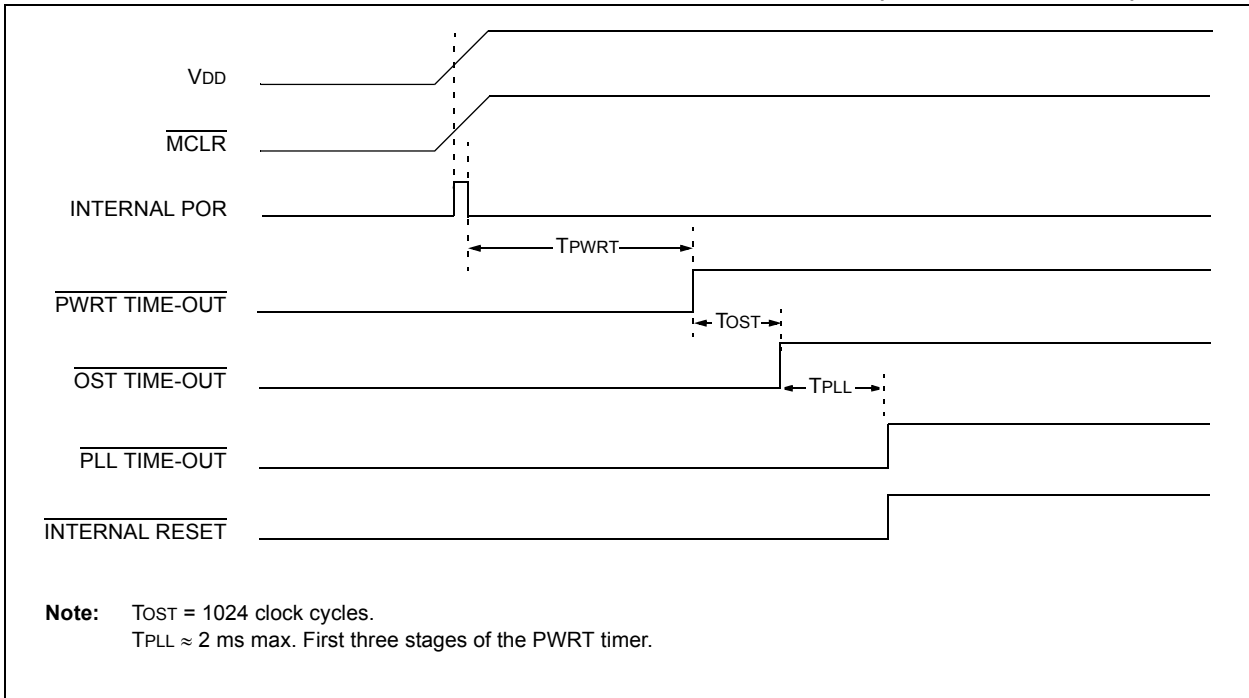 VDD
MCLR
INTERNAL POR
TPWRT
PWRT TIME-OUT
TOST
OST TIME-OUT
TPLL
PLL TIME-OUT
INTERNAL RESET
Note: TOST = 1024 clock cycles.
TPLL ≈ 2 ms max. First three stages of the PWRT timer.